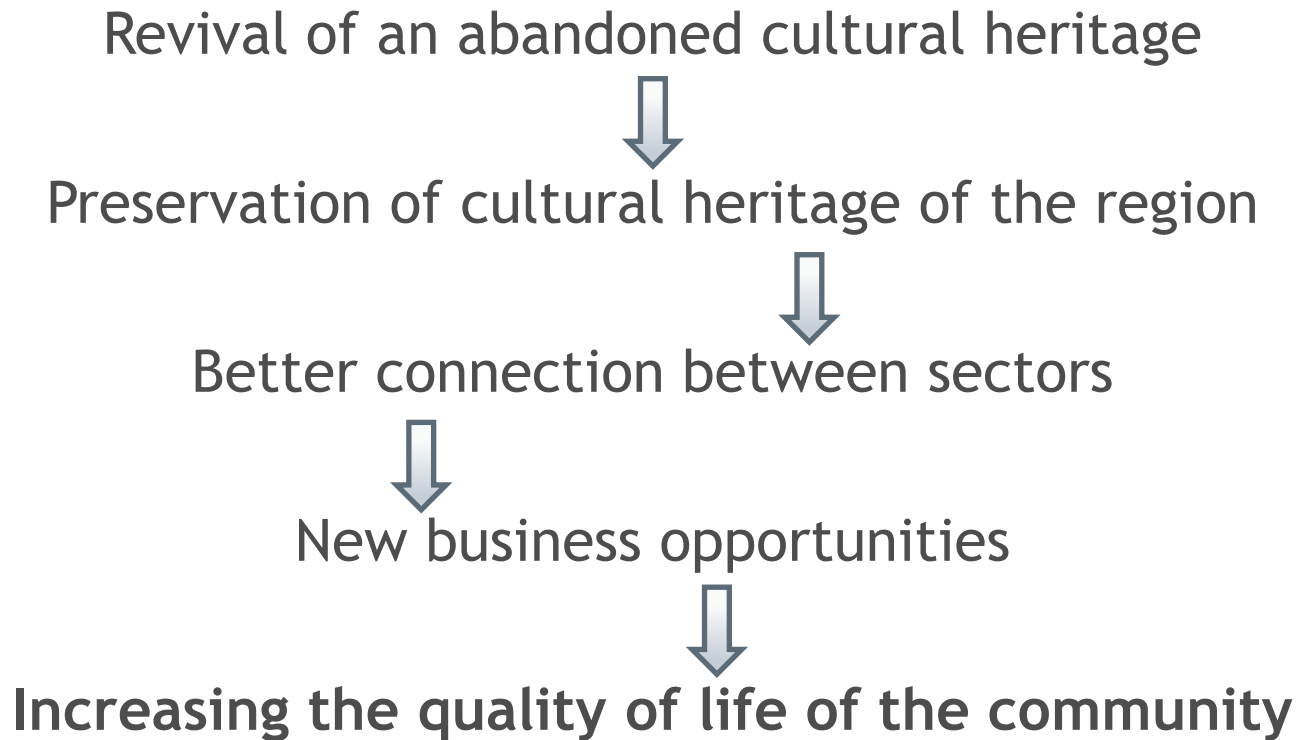 Revival of an abandoned cultural heritage
Preservation of cultural heritage of the region
Better connection between sectors
New business opportunities
Increasing the quality of life of the community